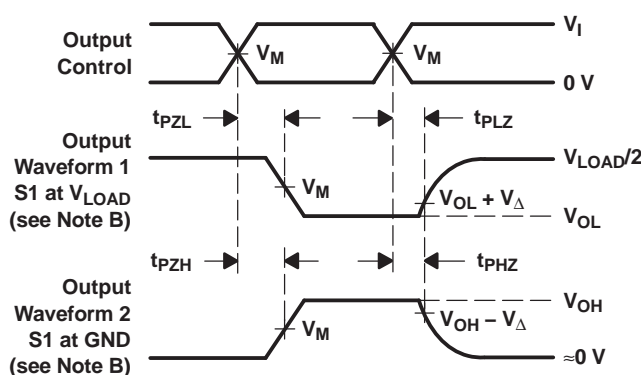 Output
Control
V_M
V_M
V_I
0 V
t_PZL
t_PLZ
Output
Waveform 1
S1 at V_LOAD
(see Note B)
V_M
V_LOAD/2
V_OL + V_Δ
V_OL
t_PZH
t_PHZ
Output
Waveform 2
S1 at GND
(see Note B)
V_M
V_OH
V_OH – V_Δ
≈0 V